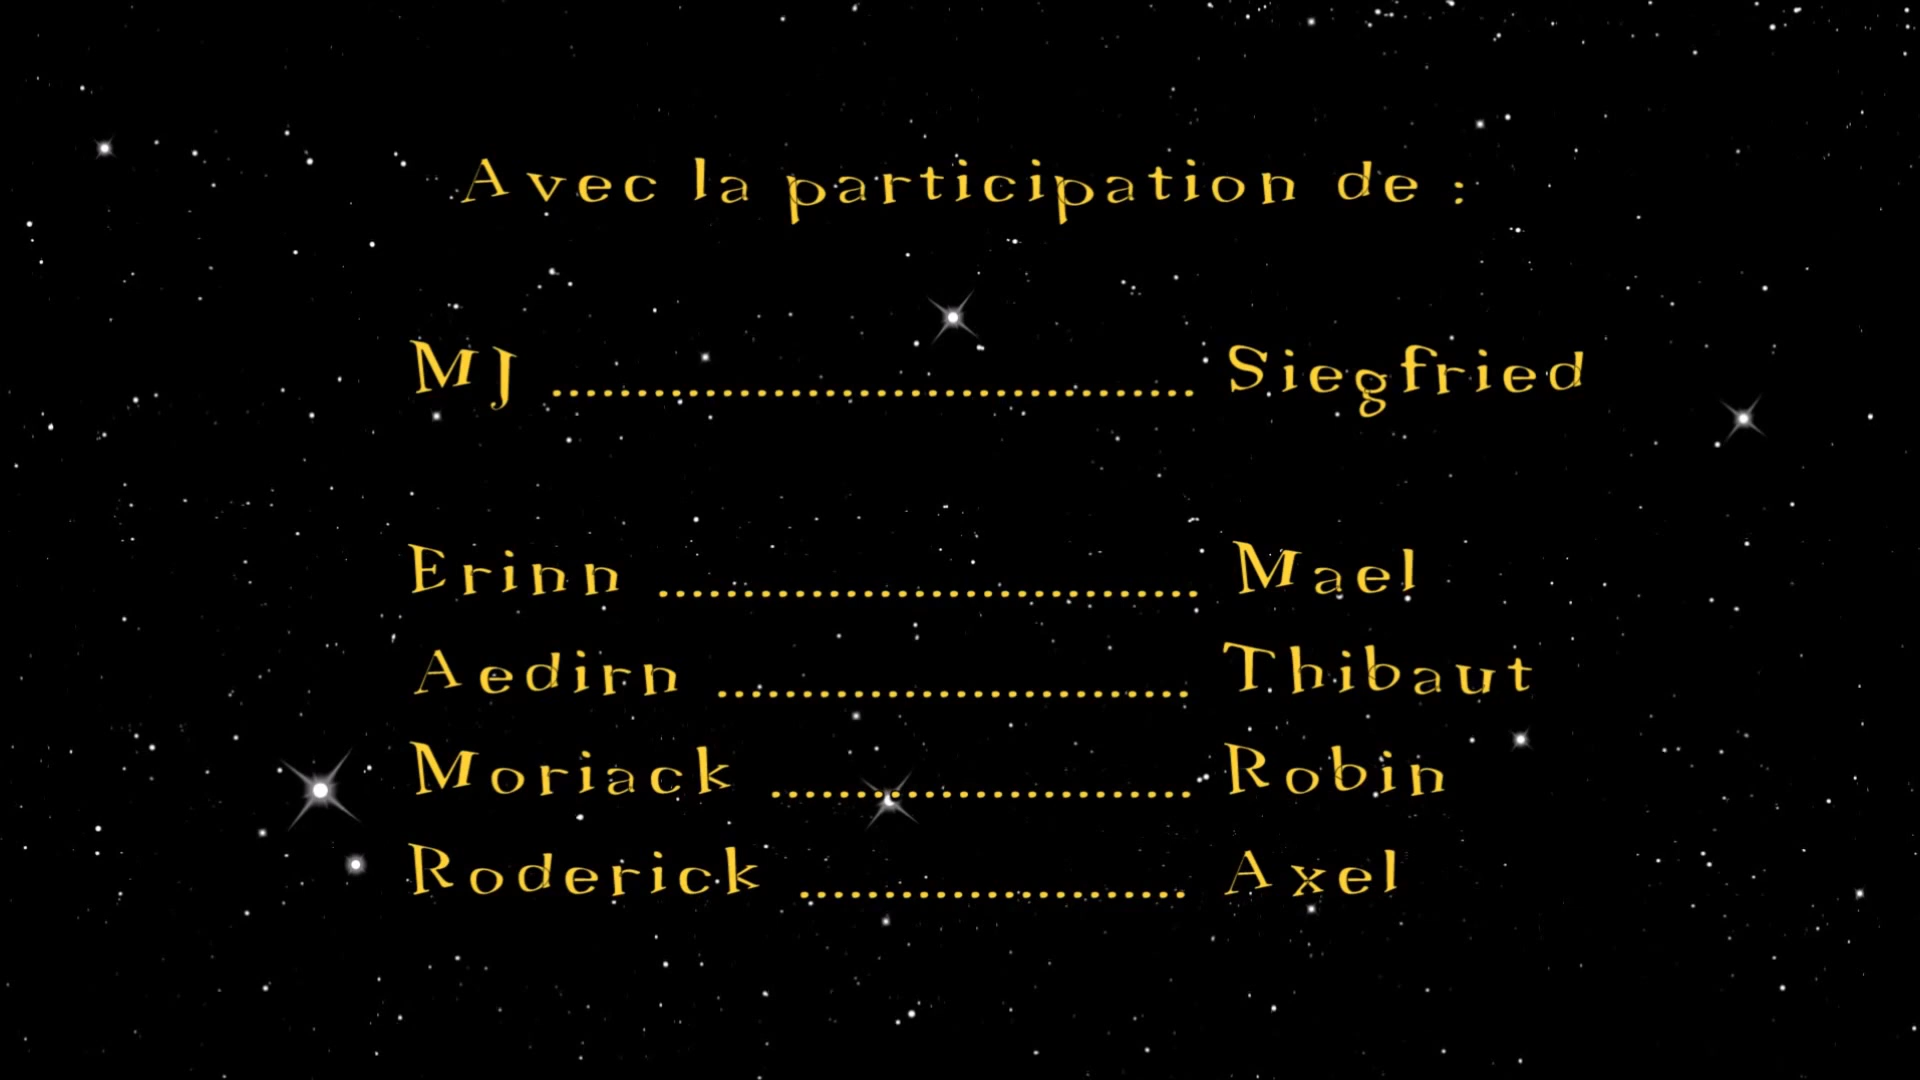 Avec la participation de :
MJ ...................................... Siegfried
Erinn ................................ Mael
Aedirn ............................ Thibaut
Moriack ......................... Robin
Roderick ....................... Axel